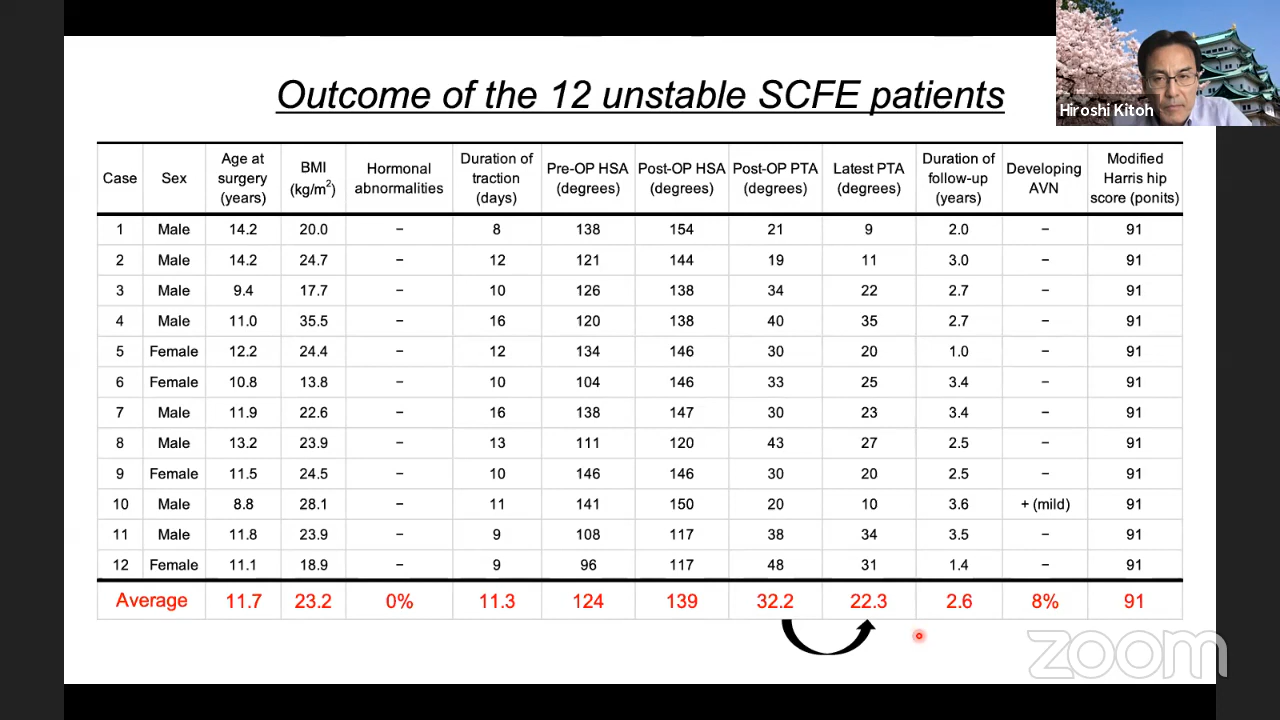 Outcome of the 12 unstable SCFE patients
Hiroshi Kitoh
Case Sex Age at surgery (years) BMI (kg/m2) Hormonal abnormalities Duration of traction (days) Pre-OP HSA (degrees) Post-OP HSA (degrees) Post-OP PTA (degrees) Latest PTA (degrees) Duration of follow-up (years) Developing AVN Modified Harris hip score (ponits)
1 Male 14.2 20.0 − 8 138 154 21 9 2.0 − 91
2 Male 14.2 24.7 − 12 121 144 19 11 3.0 − 91
3 Male 9.4 17.7 − 10 126 138 34 22 2.7 − 91
4 Male 11.0 35.5 − 16 120 138 40 35 2.7 − 91
5 Female 12.2 24.4 − 12 134 146 30 20 1.0 − 91
6 Female 10.8 13.8 − 10 104 146 33 25 3.4 − 91
7 Male 11.9 22.6 − 16 138 147 30 23 3.4 − 91
8 Male 13.2 23.9 − 13 111 120 43 27 2.5 − 91
9 Female 11.5 24.5 − 10 146 146 30 20 2.5 − 91
10 Male 8.8 28.1 − 11 141 150 20 10 3.6 + (mild) 91
11 Male 11.8 23.9 − 9 108 117 38 34 3.5 − 91
12 Female 11.1 18.9 − 9 96 117 48 31 1.4 − 91
Average 11.7 23.2 0% 11.3 124 139 32.2 22.3 2.6 8% 91
zoom